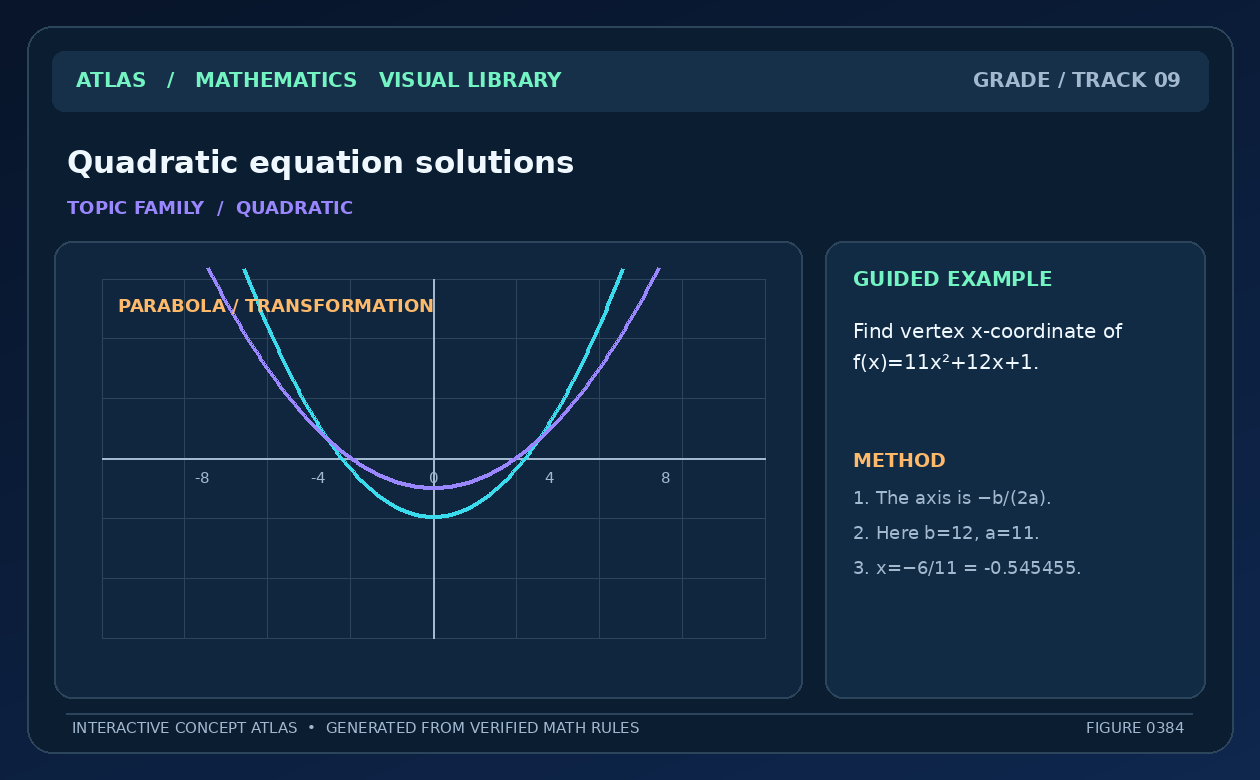 ATLAS / MATHEMATICS VISUAL LIBRARY
GRADE / TRACK 09
Quadratic equation solutions
TOPIC FAMILY / QUADRATIC
PARABOLA / TRANSFORMATION
-8 -4 0 4 8
GUIDED EXAMPLE
Find vertex x-coordinate of
f(x)=11x²+12x+1.
METHOD
1. The axis is −b/(2a).
2. Here b=12, a=11.
3. x=−6/11 = -0.545455.
INTERACTIVE CONCEPT ATLAS • GENERATED FROM VERIFIED MATH RULES
FIGURE 0384